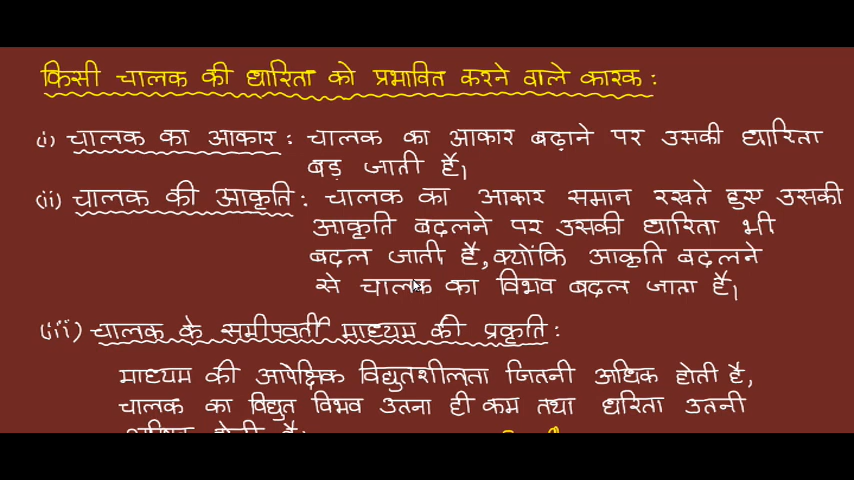 किसी चालक की धारिता को प्रभावित करने वाले कारक :
(i) चालक का आकार : चालक का आकार बढ़ाने पर उसकी धारिता
बड़ जाती है।
(ii) चालक की आकृति : चालक का आकार समान रखते हुए उसकी
आकृति बदलने पर उसकी धारिता भी
बदल जाती है, क्योंकि आकृति बदलने
से चालक का विभव बदल जाता है।
(iii) चालक के समीपवर्ती माध्यम की प्रकृति :
माध्यम की आपेक्षिक विद्युतशीलता जितनी अधिक होती है,
चालक का विद्युत विभव उतना ही कम तथा धरिता उतनी